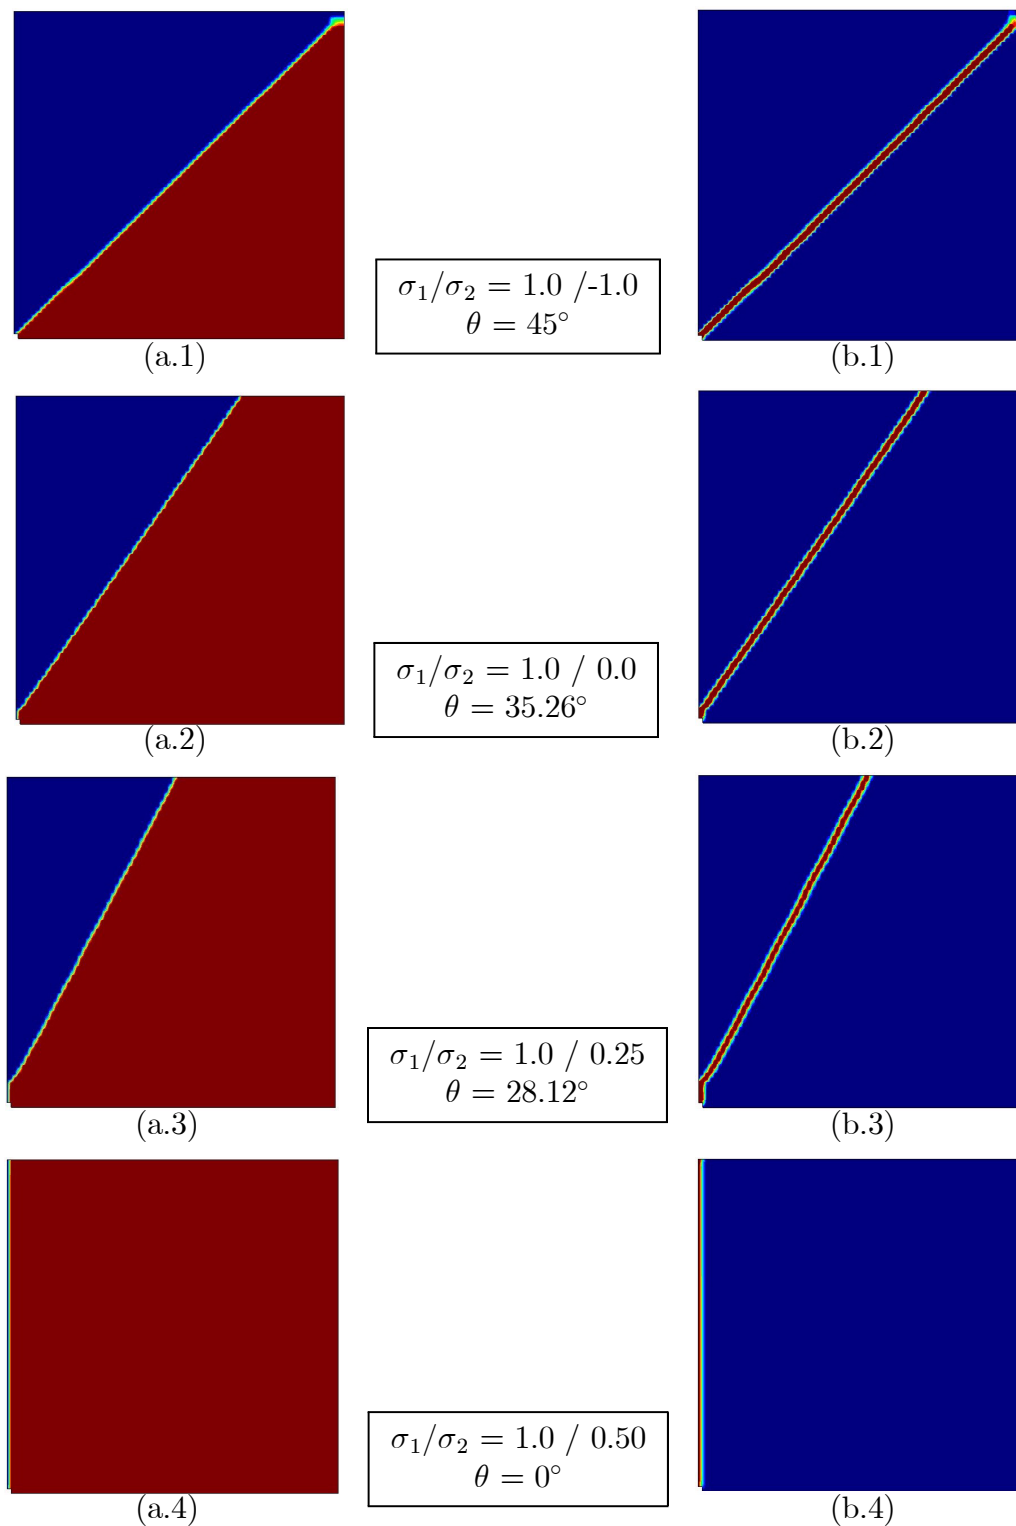 σ₁/σ₂ = 1.0 /-1.0
θ = 45°
(a.1)
(b.1)
σ₁/σ₂ = 1.0 / 0.0
θ = 35.26°
(a.2)
(b.2)
σ₁/σ₂ = 1.0 / 0.25
θ = 28.12°
(a.3)
(b.3)
σ₁/σ₂ = 1.0 / 0.50
θ = 0°
(a.4)
(b.4)